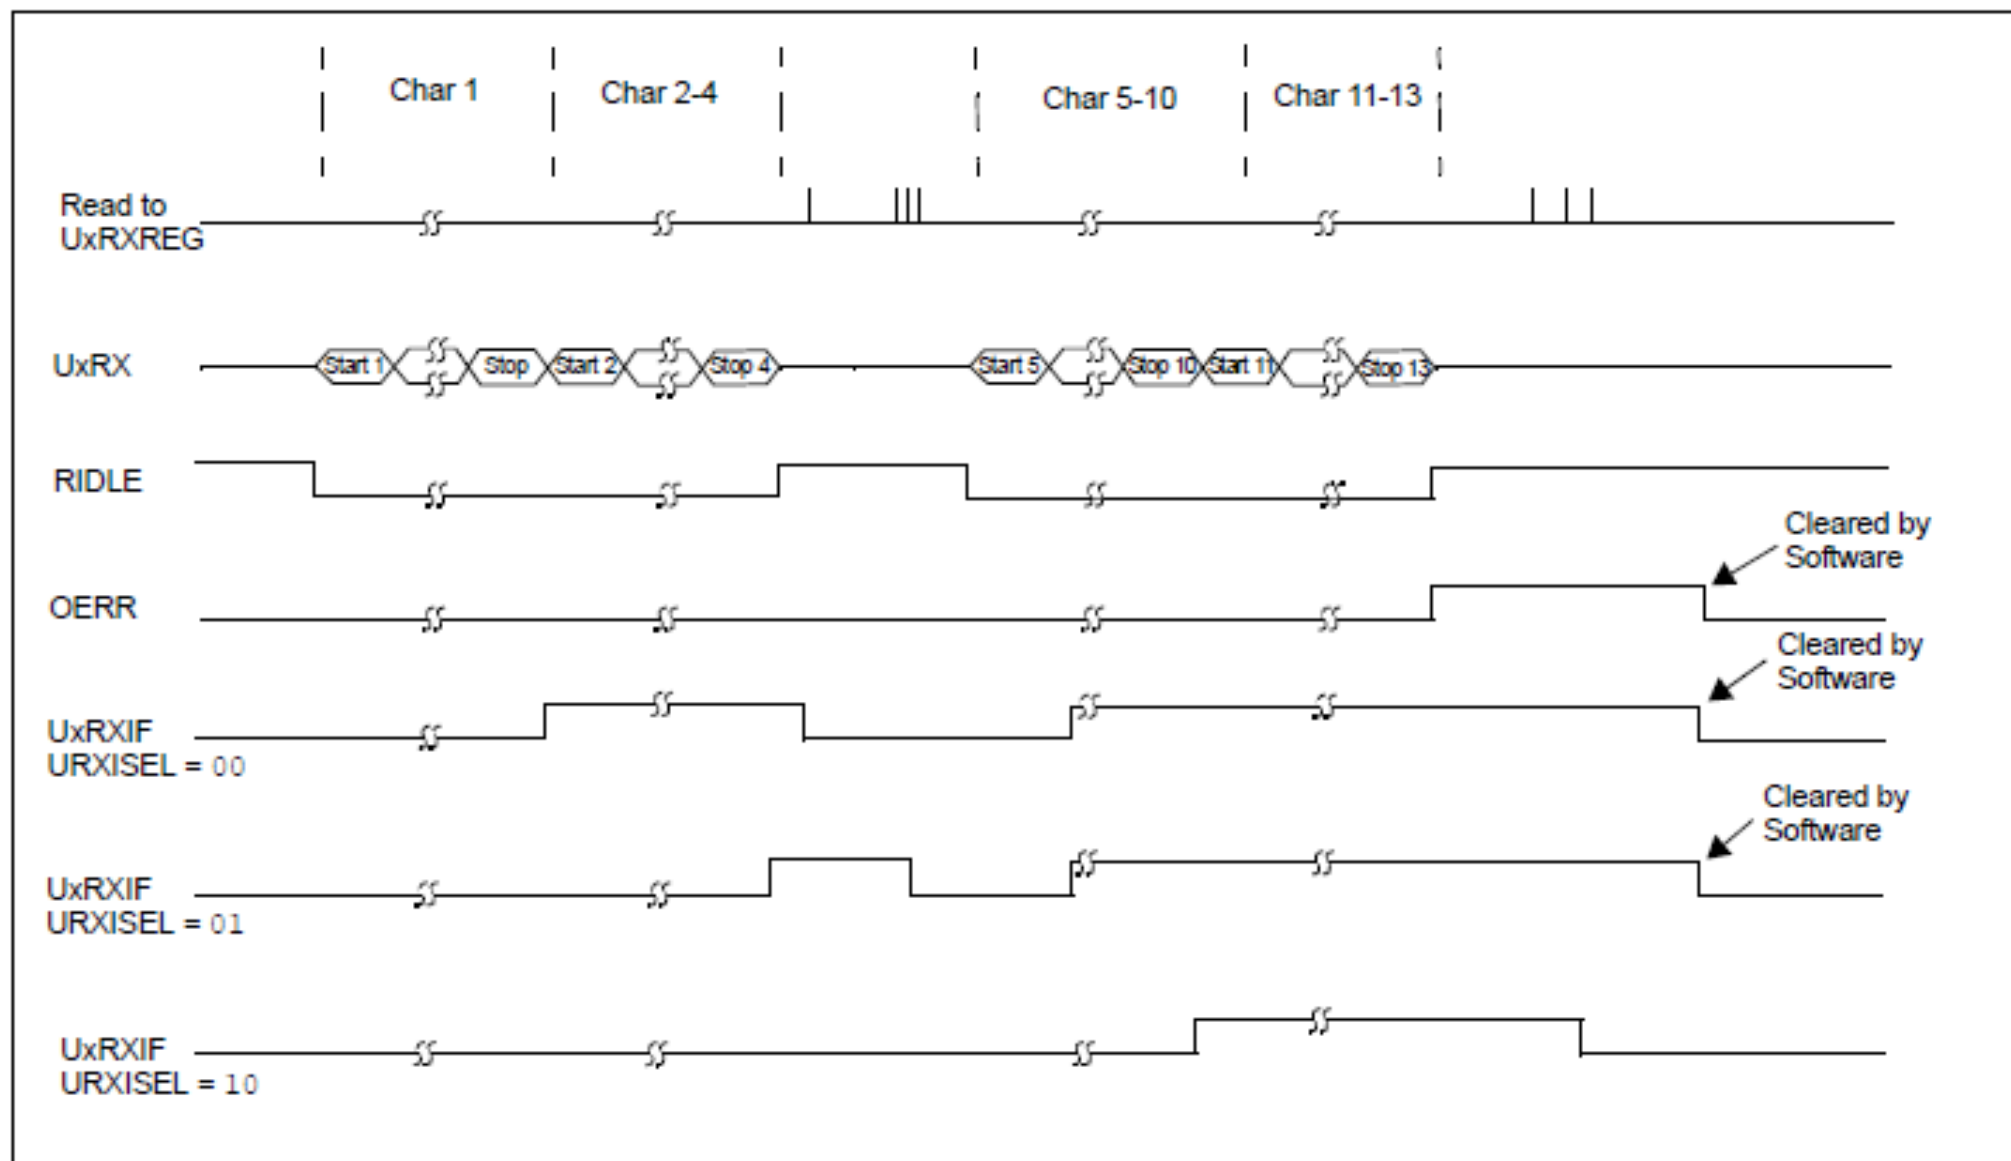 Char 1
Char 2-4
Char 5-10
Char 11-13
Read to
UxRXREG
UxRX
Start 1
Stop
Start 2
Stop 4
Start 5
Stop 10
Start 11
Stop 13
RIDLE
Cleared by
Software
OERR
Cleared by
Software
UxRXIF
URXISEL = 00
Cleared by
Software
UxRXIF
URXISEL = 01
UxRXIF
URXISEL = 10